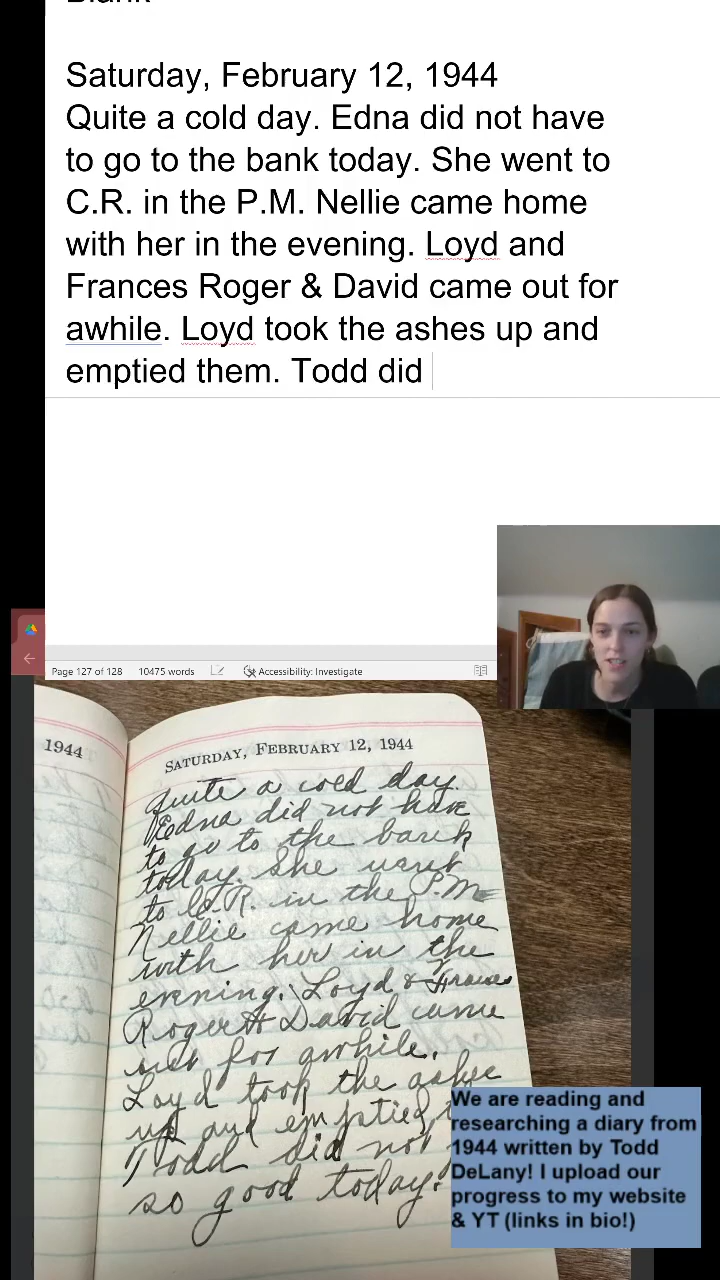 Saturday, February 12, 1944
Quite a cold day. Edna did not have
to go to the bank today. She went to
C.R. in the P.M. Nellie came home
with her in the evening. Loyd and
Frances Roger & David came out for
awhile. Loyd took the ashes up and
emptied them. Todd did
Page 127 of 128 10475 words Accessibility: Investigate
1944
SATURDAY, FEBRUARY 12, 1944
Quite a cold day.
Edna did not have
to go to the bank
today. She went
to C.R. in the P.M
Nellie came home
with her in the
evening. Loyd &
Roger & David came
out for awhile.
Loyd took the ashes
up and emptied
Todd did not
so good today.
We are reading and
researching a diary from
1944 written by Todd
DeLany! I upload our
progress to my website
& YT (links in bio!)